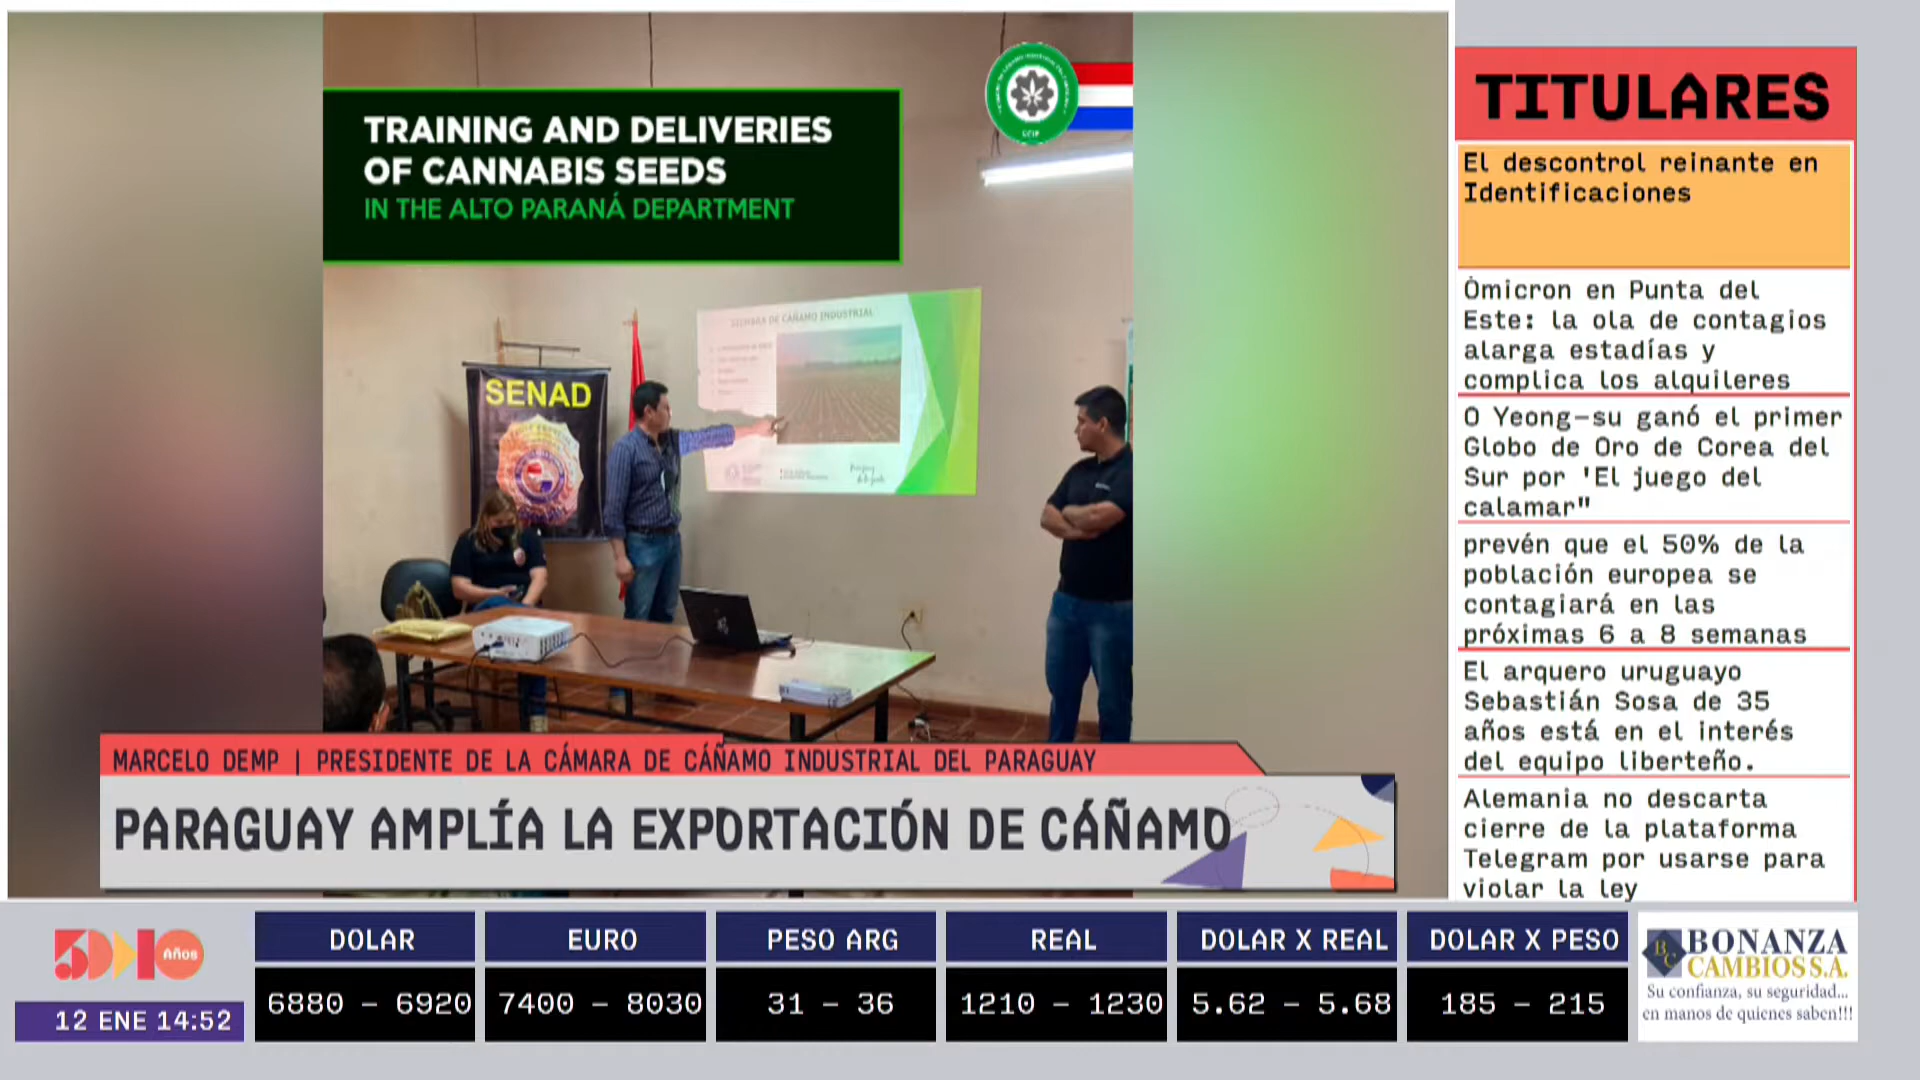 TRAINING AND DELIVERIES
OF CANNABIS SEEDS
IN THE ALTO PARANÁ DEPARTMENT
CCIP
SENAD
SIEMBRA DE CÁÑAMO INDUSTRIAL
MARCELO DEMP | PRESIDENTE DE LA CÁMARA DE CÁÑAMO INDUSTRIAL DEL PARAGUAY
PARAGUAY AMPLÍA LA EXPORTACIÓN DE CÁÑAMO
TITULARES
El descontrol reinante en
Identificaciones
Ómicron en Punta del
Este: la ola de contagios
alarga estadías y
complica los alquileres
O Yeong-su ganó el primer
Globo de Oro de Corea del
Sur por 'El juego del
calamar"
prevén que el 50% de la
población europea se
contagiará en las
próximas 6 a 8 semanas
El arquero uruguayo
Sebastián Sosa de 35
años está en el interés
del equipo liberteño.
Alemania no descarta
cierre de la plataforma
Telegram por usarse para
violar la ley
Años
12 ENE 14:52
DOLAR
6880 - 6920
EURO
7400 - 8030
PESO ARG
31 - 36
REAL
1210 - 1230
DOLAR X REAL
5.62 - 5.68
DOLAR X PESO
185 - 215
BC
BONANZA
CAMBIOS S.A.
Su confianza, su seguridad...
en manos de quienes saben!!!